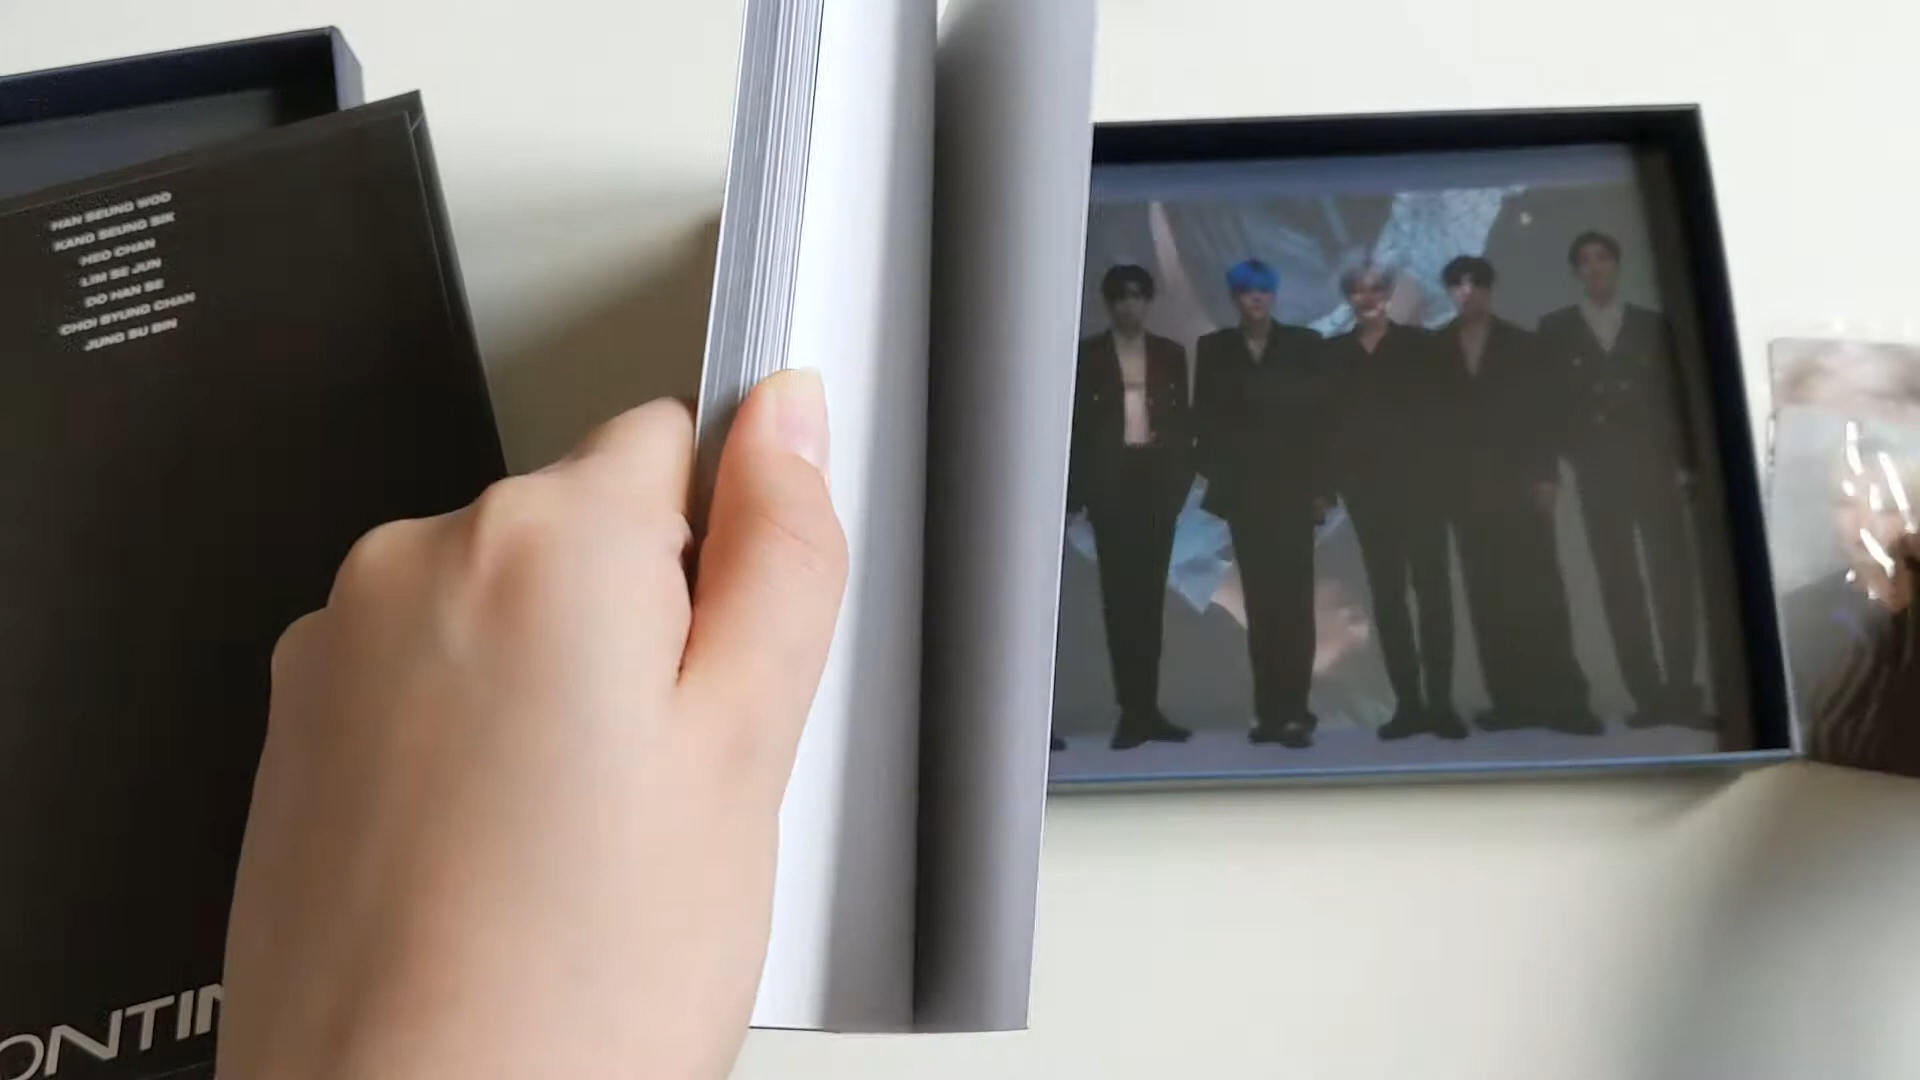 HAN SEUNG WOO
KANG SEUNG SIK
HEO CHAN
LIM SE JUN
DO HAN SE
CHOI BYUNG CHAN
JUNG SU BIN
ONTIN